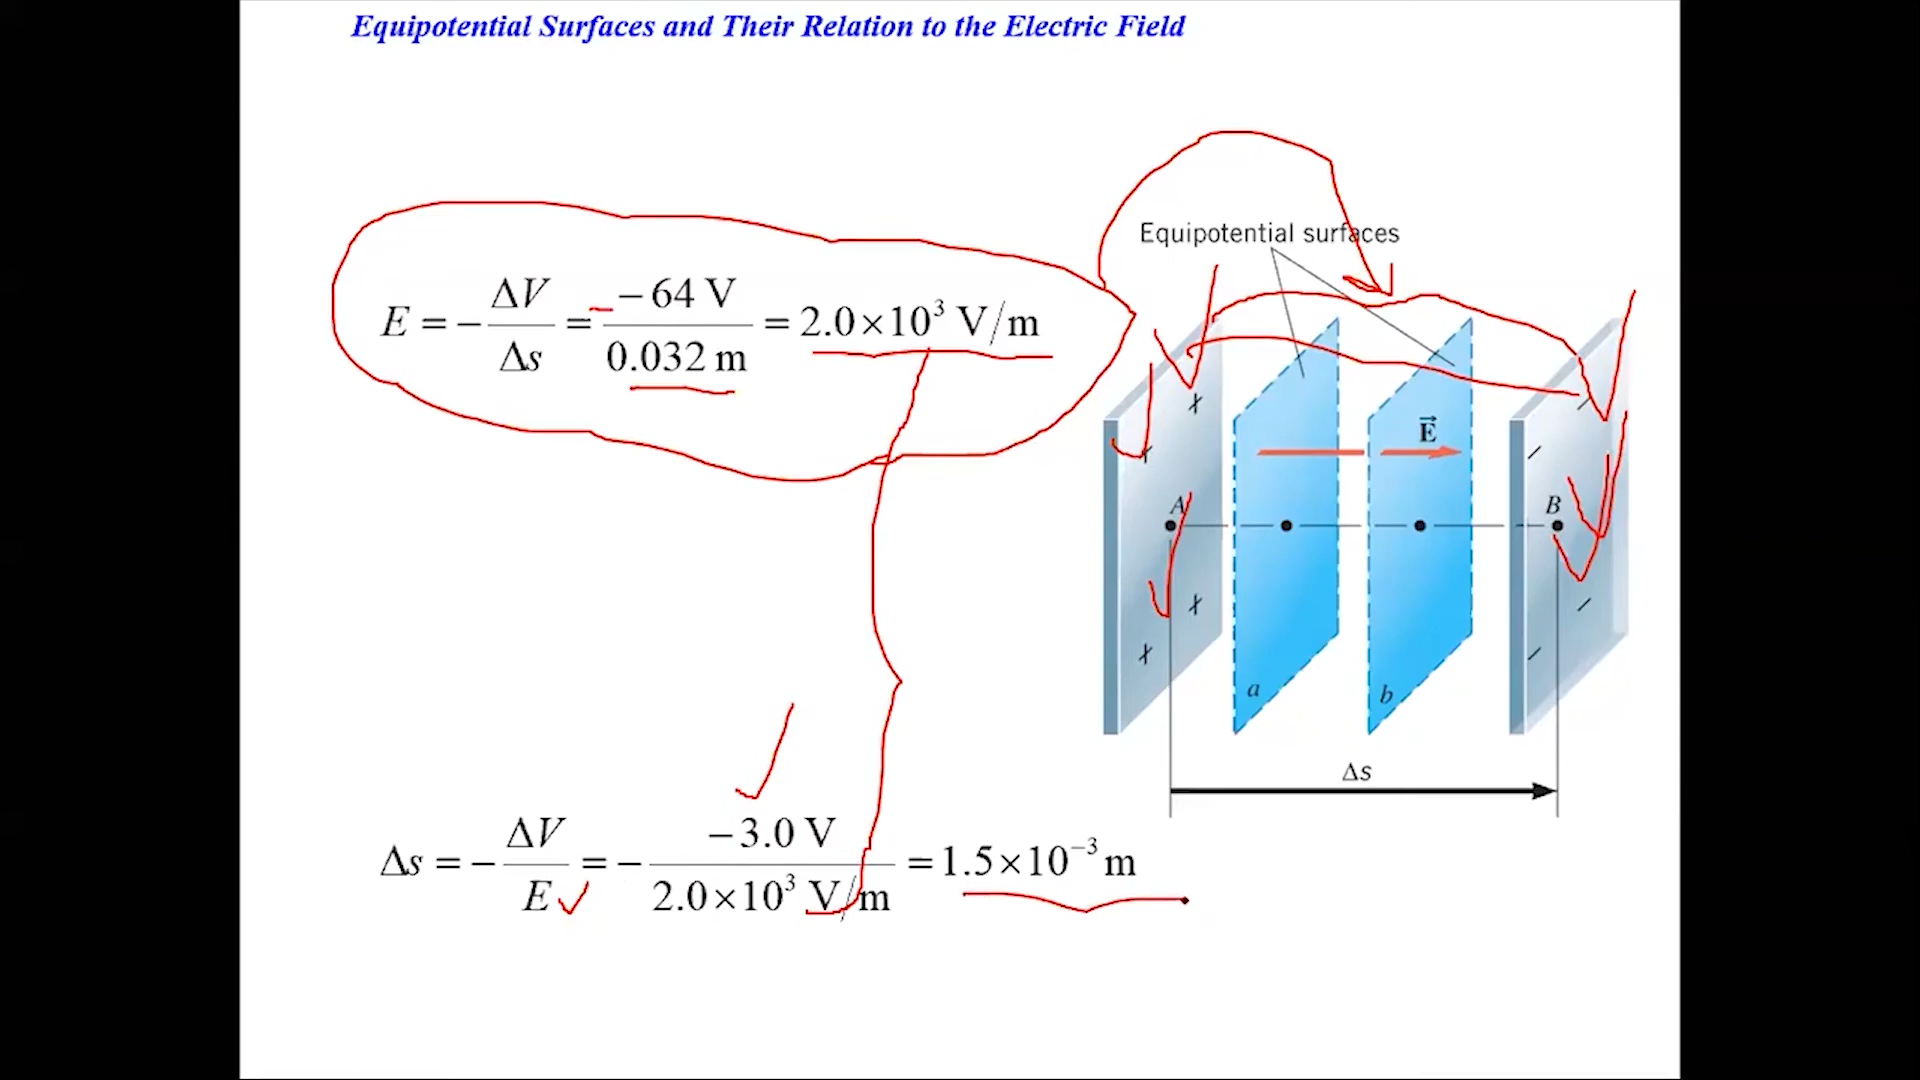 Equipotential Surfaces and Their Relation to the Electric Field
Equipotential surfaces
E = −ΔV/Δs = −64 V/0.032 m = 2.0×10³ V/m
E⃗
A B
a b
Δs
Δs = −ΔV/E = − −3.0 V/2.0×10³ V/m = 1.5×10⁻³ m